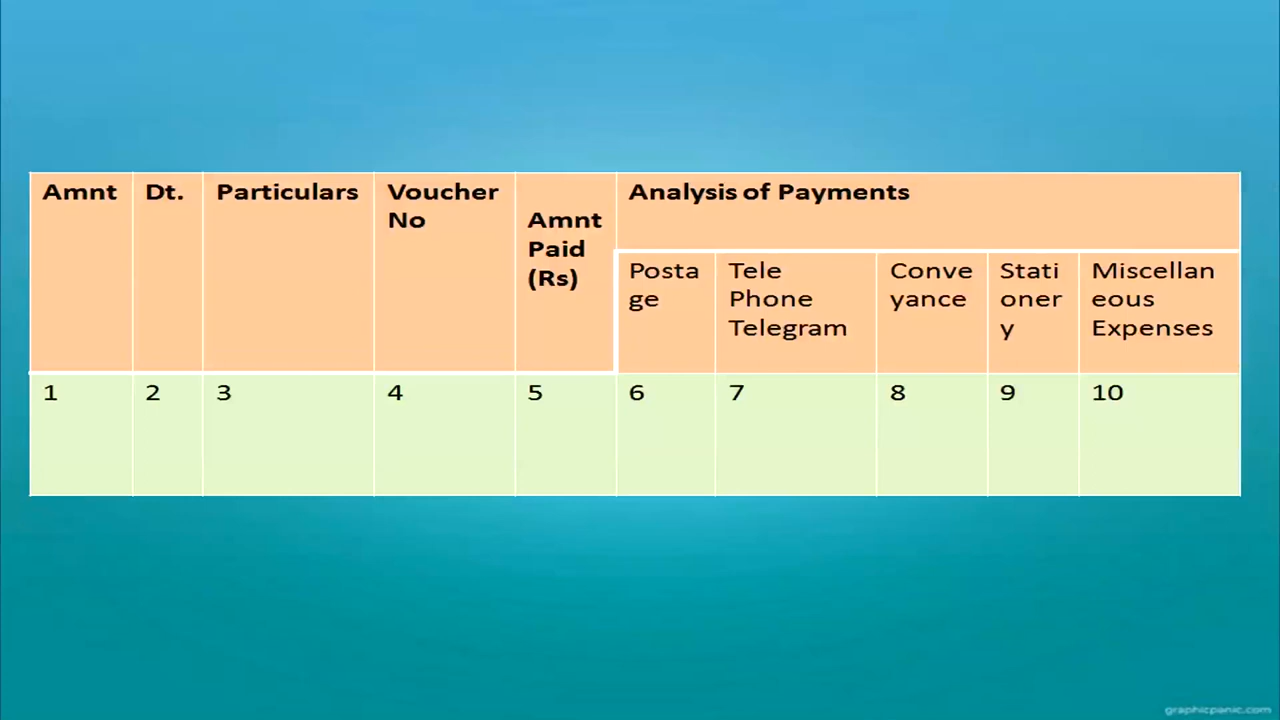 Amnt
Dt.
Particulars
Voucher
No
Amnt
Paid
(Rs)
Analysis of Payments
Posta
ge
Tele
Phone
Telegram
Conve
yance
Stati
oner
y
Miscellan
eous
Expenses
1
2
3
4
5
6
7
8
9
10
graphicpanic.com